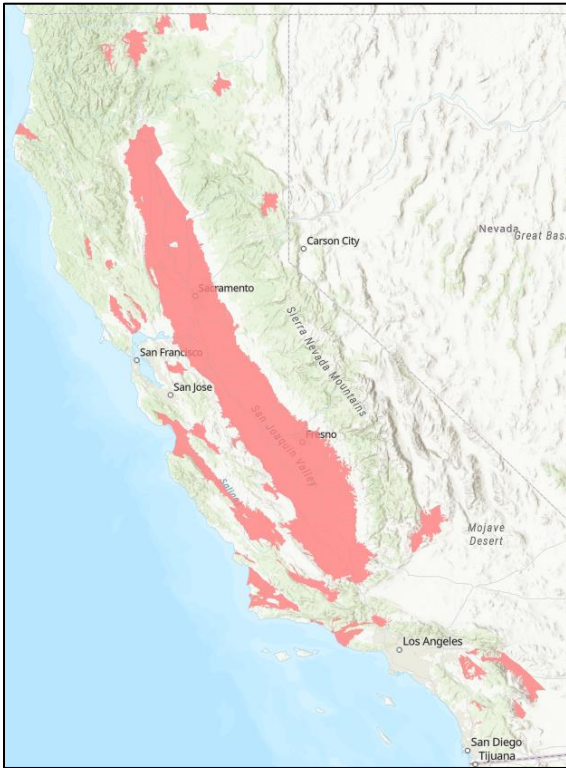 Nevada
Great Bas
Carson City
Sacramento
Sierra Nevada Mountains
San Francisco
San Jose
Fresno
San Joaquin Valley
Mojave
Desert
Los Angeles
San Diego
Tijuana